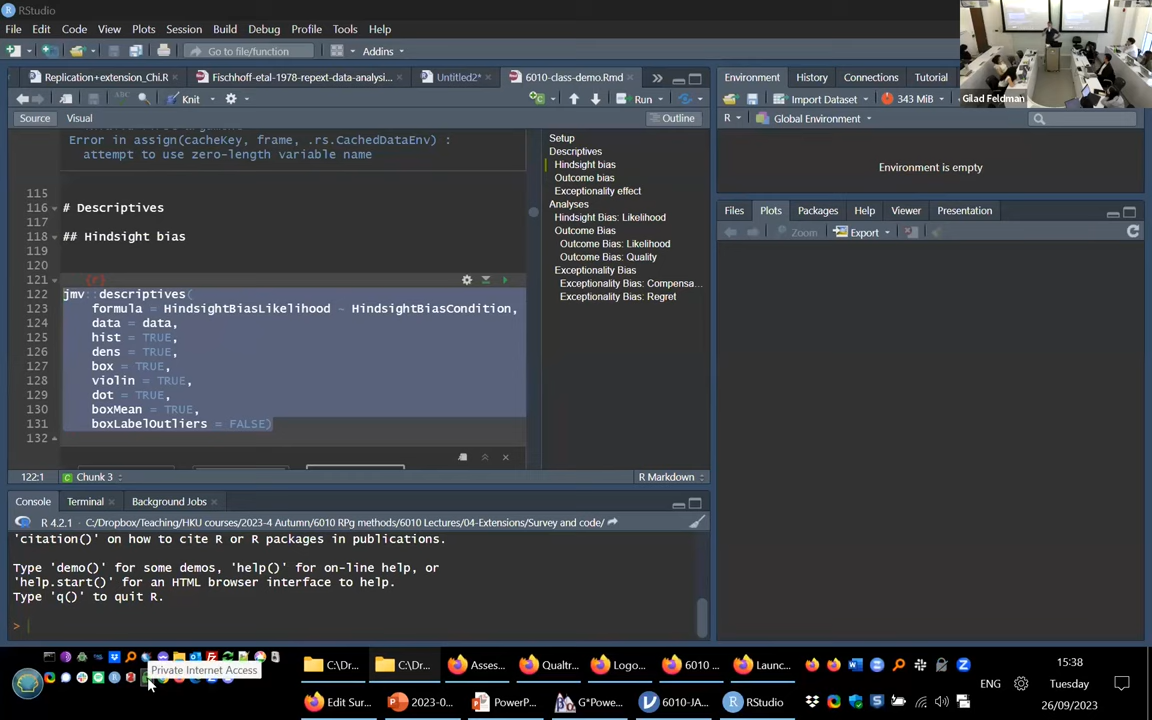 RStudio
File Edit Code View Plots Session Build Debug Profile Tools Help
Go to file/function Addins
Replication+extension_Chi.R Fischhoff-etal-1978-repext-data-analysi... Untitled2* 6010-class-demo.Rmd
Knit Run
Source Visual Outline
Error in assign(cacheKey, frame, .rs.CachedDataEnv) :
attempt to use zero-length variable name
115
116 # Descriptives
117
118 ## Hindsight bias
119
120
121 {r}
122 jmv::descriptives(
123 formula = HindsightBiasLikelihood ~ HindsightBiasCondition,
124 data = data,
125 hist = TRUE,
126 dens = TRUE,
127 box = TRUE,
128 violin = TRUE,
129 dot = TRUE,
130 boxMean = TRUE,
131 boxLabelOutliers = FALSE)
132
Setup
Descriptives
Hindsight bias
Outcome bias
Exceptionality effect
Analyses
Hindsight Bias: Likelihood
Outcome Bias
Outcome Bias: Likelihood
Outcome Bias: Quality
Exceptionality Bias
Exceptionality Bias: Compensa...
Exceptionality Bias: Regret
122:1 Chunk 3 R Markdown
Console Terminal Background Jobs
R 4.2.1 · C:/Dropbox/Teaching/HKU courses/2023-4 Autumn/6010 RPg methods/6010 Lectures/04-Extensions/Survey and code/
'citation()' on how to cite R or R packages in publications.
Type 'demo()' for some demos, 'help()' for on-line help, or
'help.start()' for an HTML browser interface to help.
Type 'q()' to quit R.
>
Environment History Connections Tutorial
Import Dataset 343 MiB
R Global Environment
Environment is empty
Files Plots Packages Help Viewer Presentation
Zoom Export
Gilad Feldman
Private Internet Access
C:\Dr... C:\Dr... Asses... Qualtr... Logo... 6010 ... Launc...
Edit Sur... 2023-0... PowerP... G*Powe... 6010-JA... RStudio
ENG
15:38
Tuesday
26/09/2023